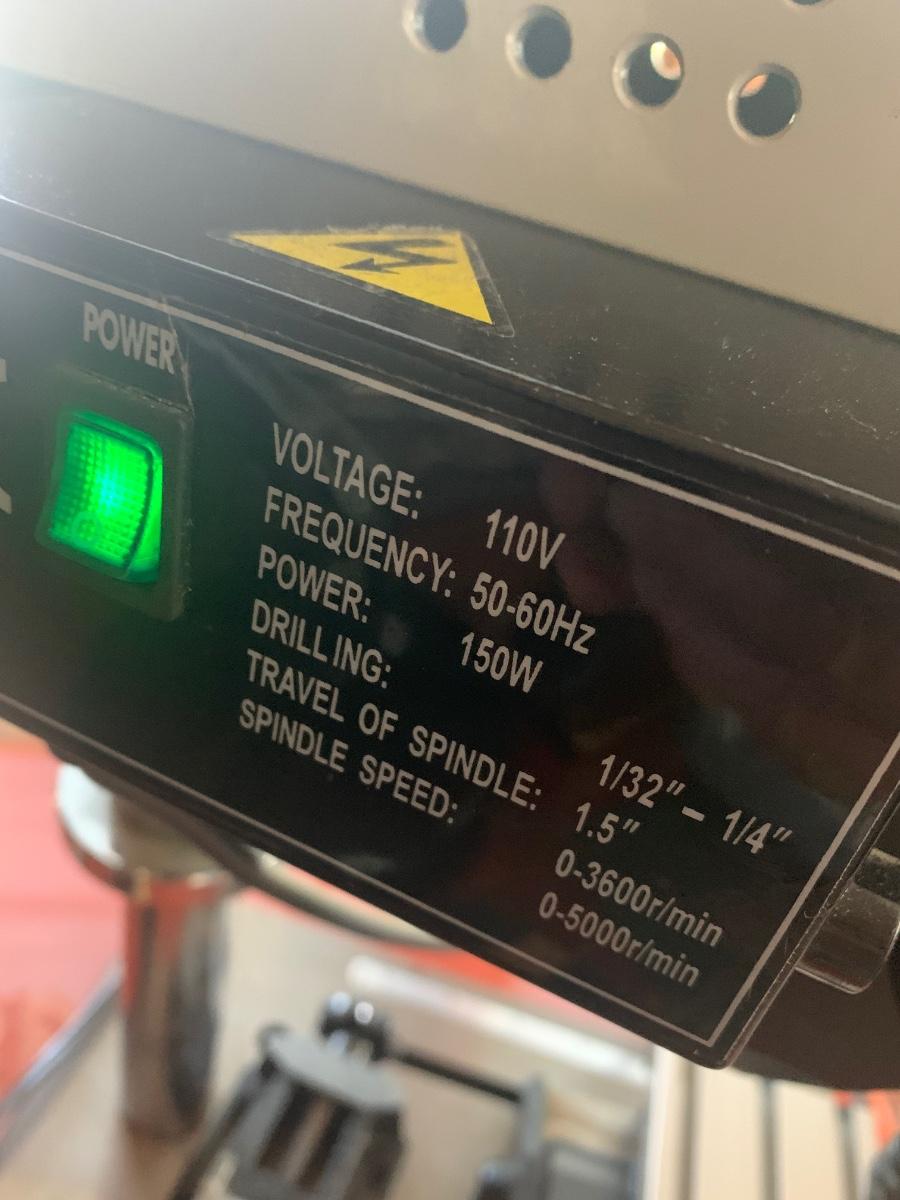 POWER
VOLTAGE: 110V
FREQUENCY: 50-60Hz
POWER: 150W
DRILLING: 1/32"- 1/4"
TRAVEL OF SPINDLE: 1.5"
SPINDLE SPEED: 0-3600r/min
0-5000r/min